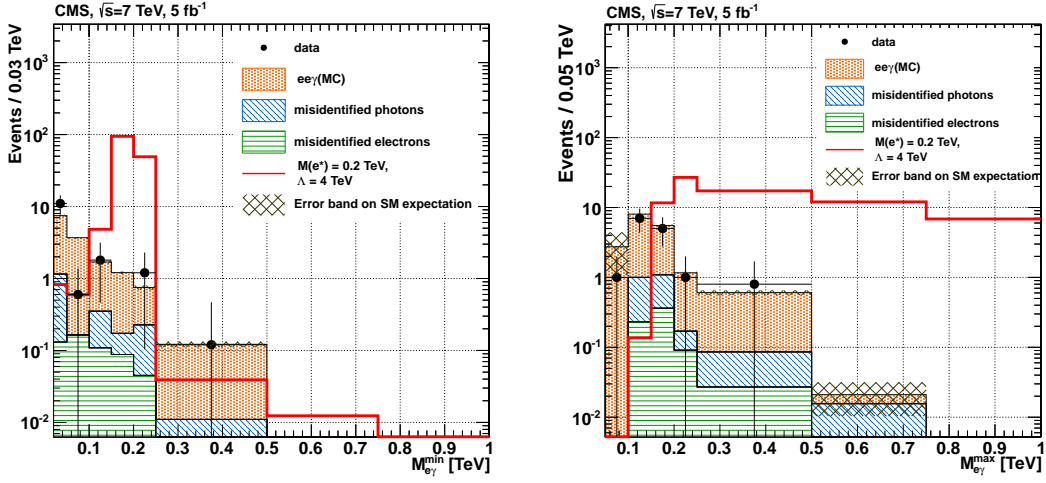 CMS, √s=7 TeV, 5 fb⁻¹
Events / 0.03 TeV
10³
10²
10
1
10⁻¹
10⁻²
data
eeγ(MC)
misidentified photons
misidentified electrons
M(e*) = 0.2 TeV,
Λ = 4 TeV
Error band on SM expectation
0.1 0.2 0.3 0.4 0.5 0.6 0.7 0.8 0.9 1
M_eγ^min [TeV]
CMS, √s=7 TeV, 5 fb⁻¹
Events / 0.05 TeV
10³
10²
10
1
10⁻¹
10⁻²
data
eeγ(MC)
misidentified photons
misidentified electrons
M(e*) = 0.2 TeV,
Λ = 4 TeV
Error band on SM expectation
0.1 0.2 0.3 0.4 0.5 0.6 0.7 0.8 0.9 1
M_eγ^max [TeV]